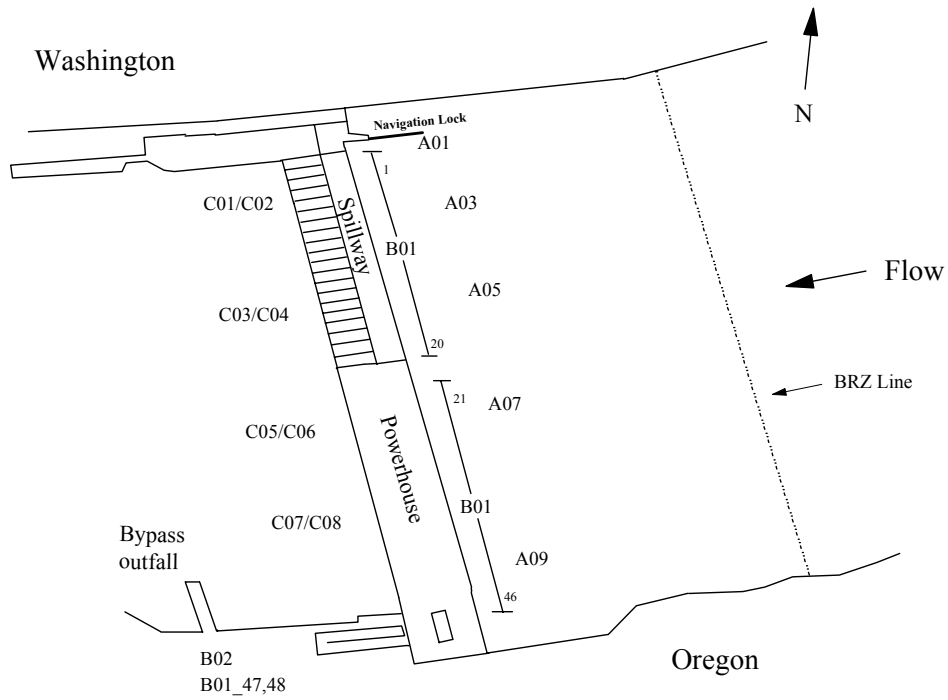 Washington
N
Navigation Lock
A01
1
C01/C02
A03
Spillway
B01
Flow
A05
C03/C04
20
BRZ Line
21
A07
C05/C06
Powerhouse
B01
C07/C08
Bypass
outfall
A09
46
B02
B01_47,48
Oregon